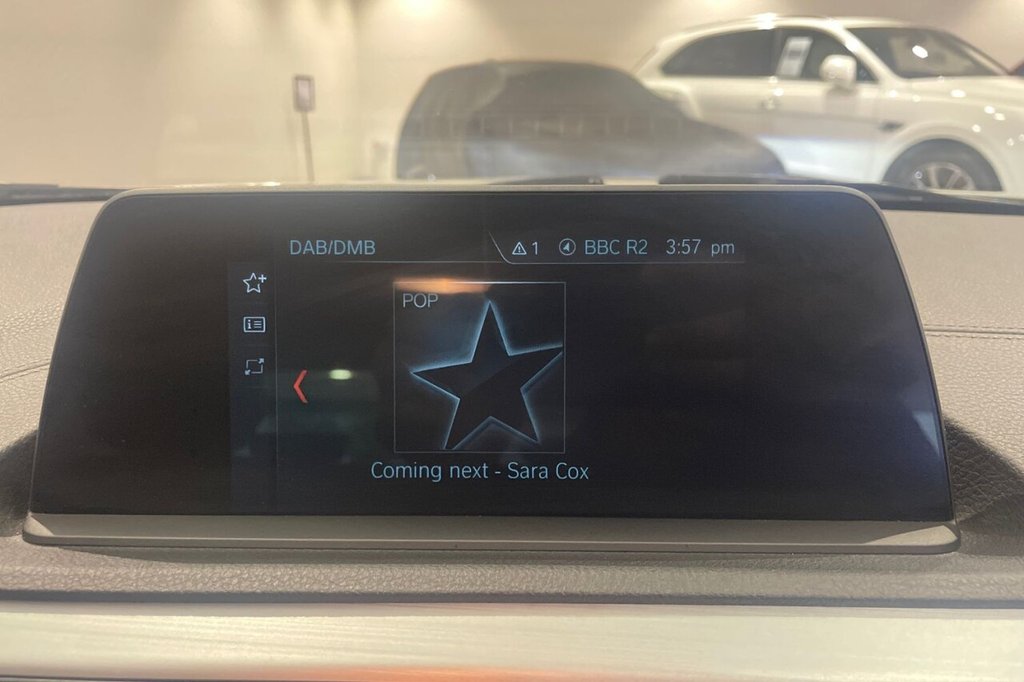 DAB/DMB
1 BBC R2 3:57 pm
POP
Coming next - Sara Cox